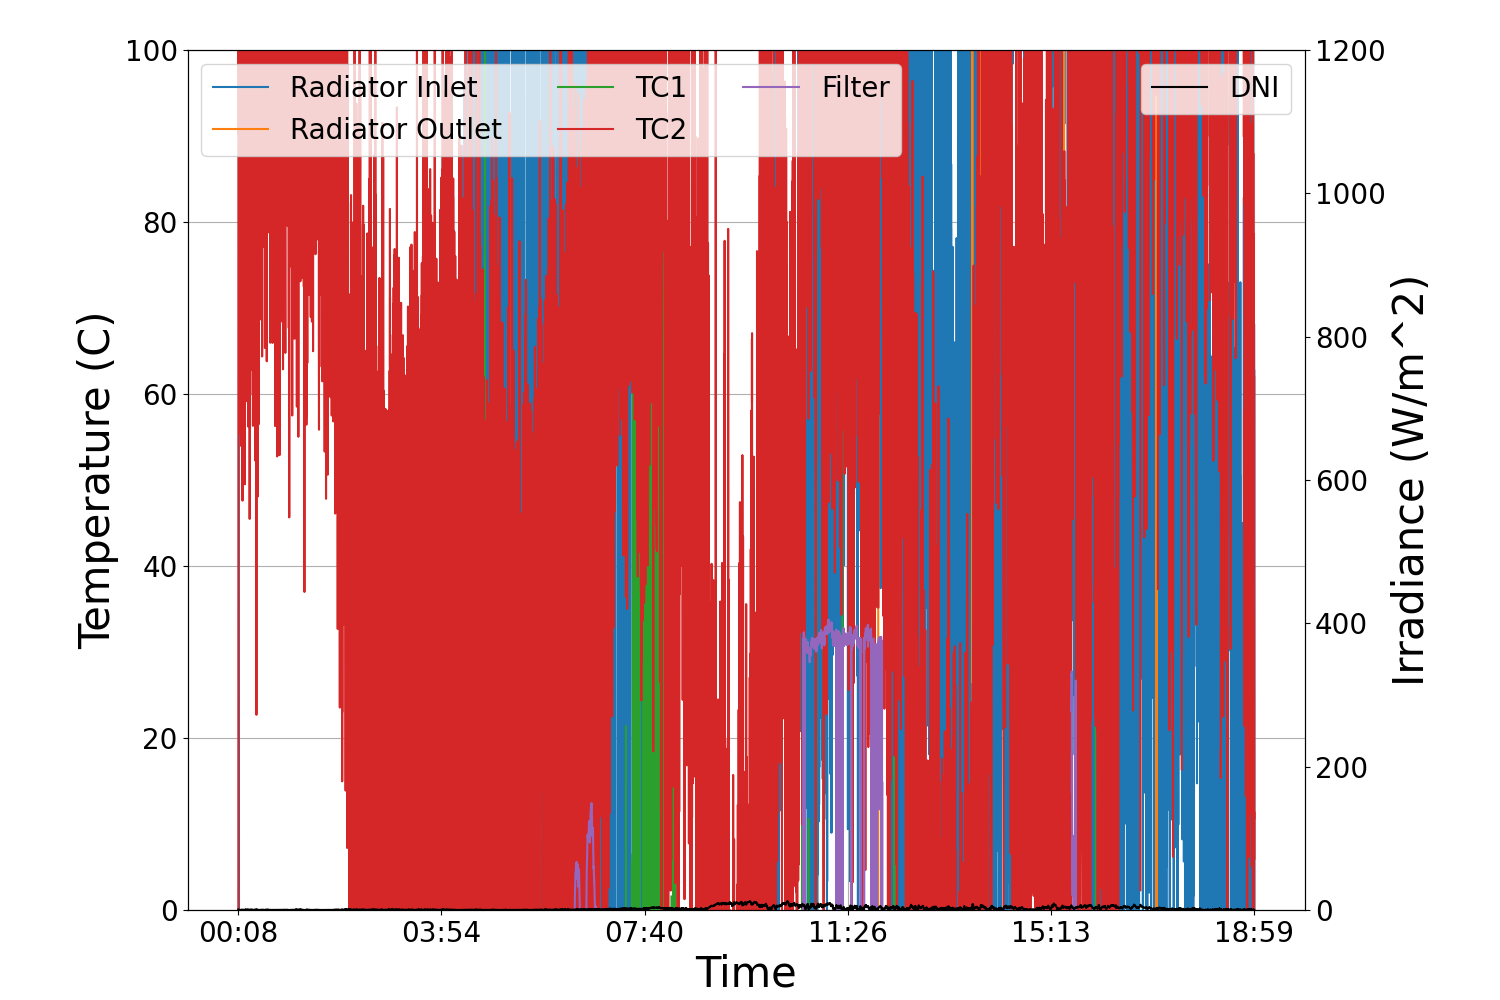 100
1200
Radiator Inlet
TC1
Filter
DNI
Radiator Outlet
TC2
1000
80
800
60
600
40
400
20
200
0
0
Temperature (C)
Irradiance (W/m^2)
00:08
03:54
07:40
11:26
15:13
18:59
Time